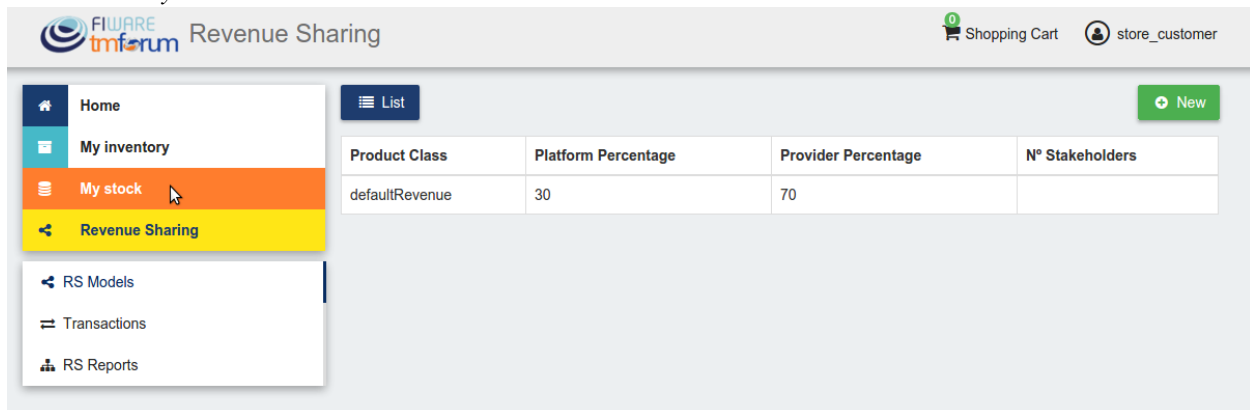 FIWARE
tmforum
Revenue Sharing
0
Shopping Cart
store_customer
Home
My inventory
My stock
Revenue Sharing
RS Models
Transactions
RS Reports
List
New
Product Class Platform Percentage Provider Percentage Nº Stakeholders
defaultRevenue 30 70